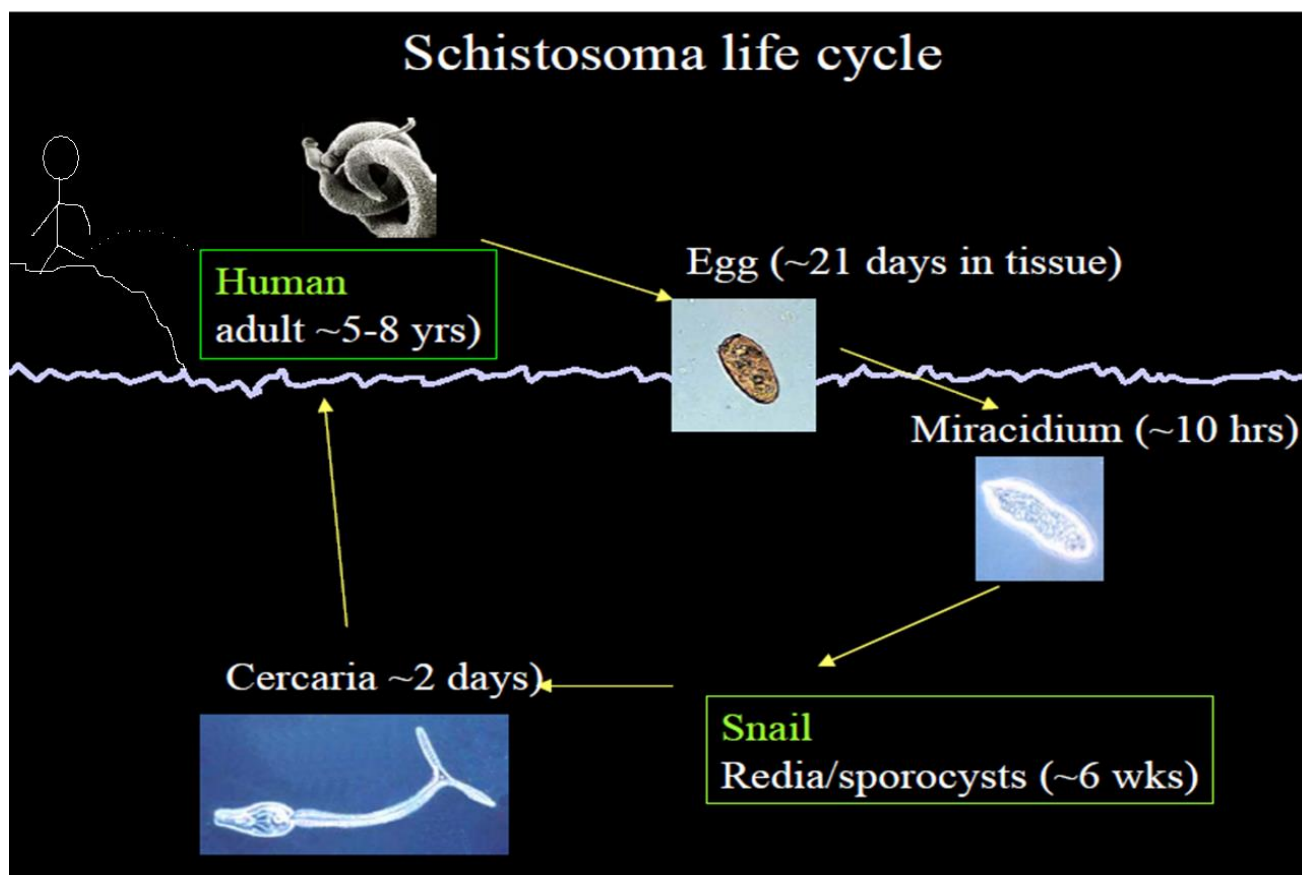 Schistosoma life cycle
Human
adult ~5-8 yrs)
Egg (~21 days in tissue)
Miracidium (~10 hrs)
Cercaria ~2 days)
Snail
Redia/sporocysts (~6 wks)